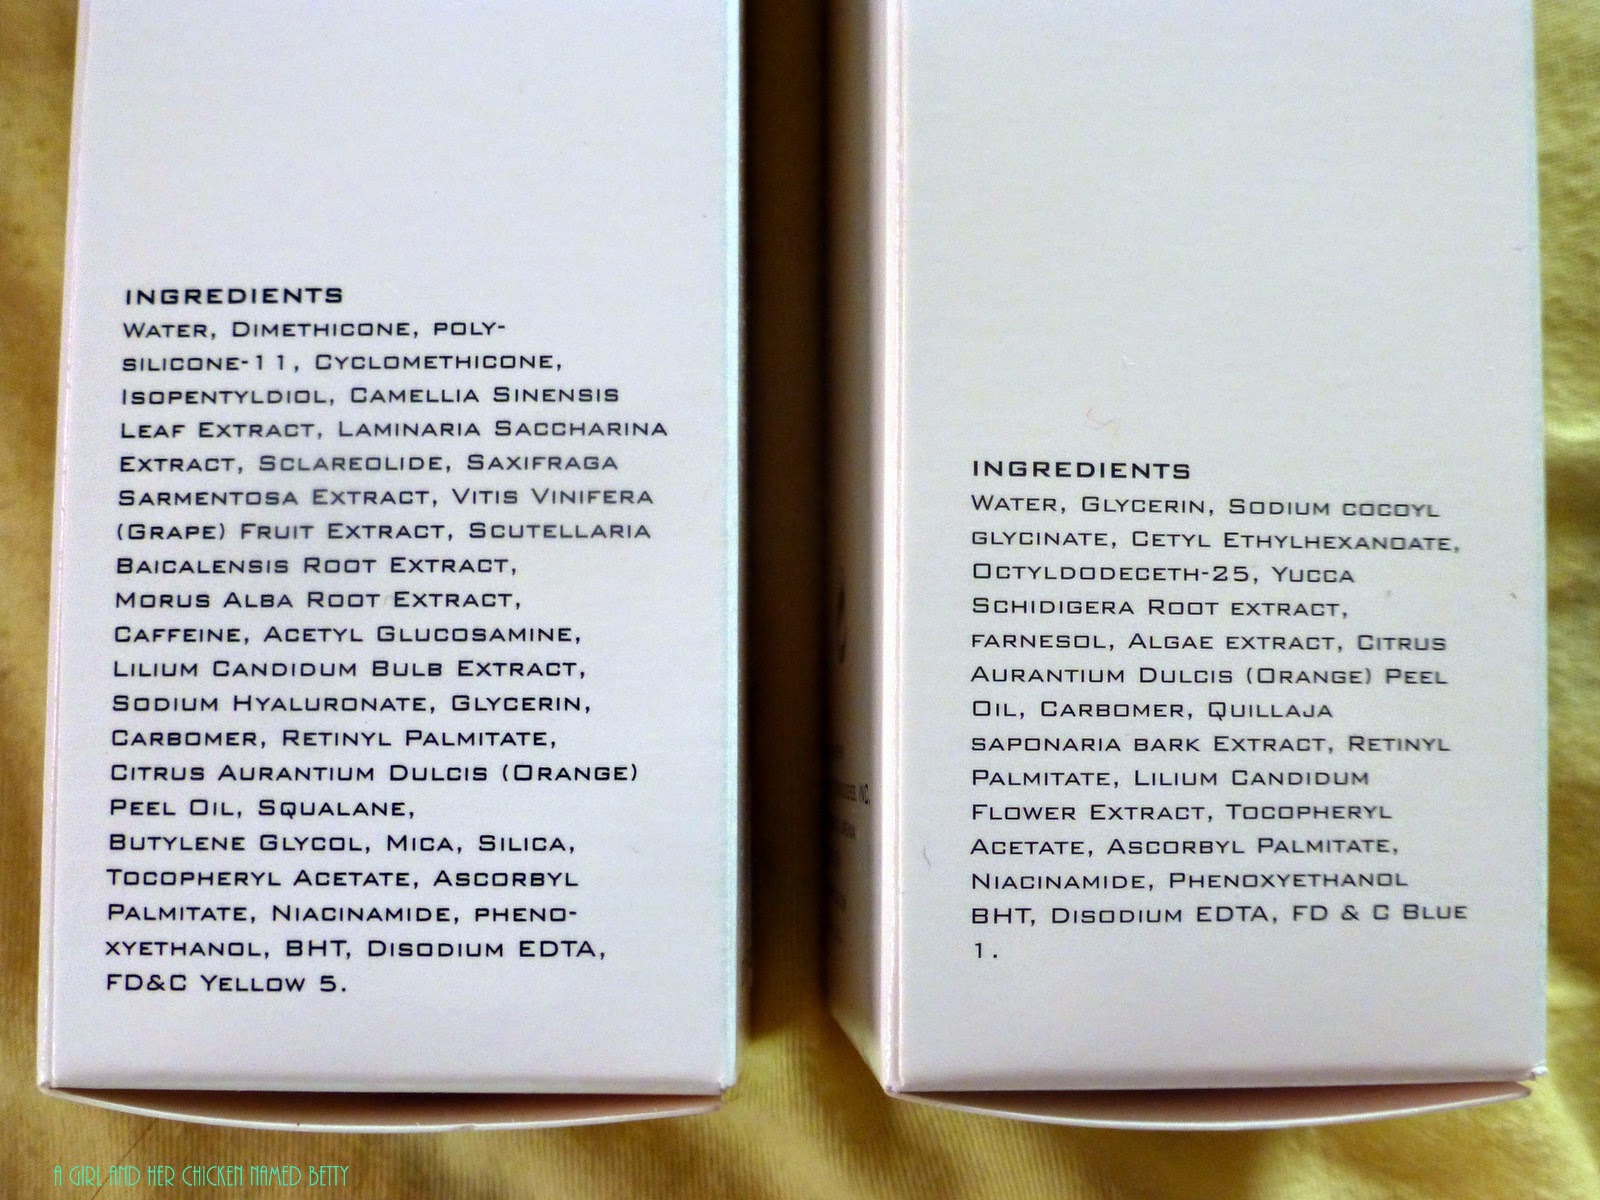 INGREDIENTS
WATER, DIMETHICONE, POLY-
SILICONE-11, CYCLOMETHICONE,
ISOPENTYLDIOL, CAMELLIA SINENSIS
LEAF EXTRACT, LAMINARIA SACCHARINA
EXTRACT, SCLAREOLIDE, SAXIFRAGA
SARMENTOSA EXTRACT, VITIS VINIFERA
(GRAPE) FRUIT EXTRACT, SCUTELLARIA
BAICALENSIS ROOT EXTRACT,
MORUS ALBA ROOT EXTRACT,
CAFFEINE, ACETYL GLUCOSAMINE,
LILIUM CANDIDUM BULB EXTRACT,
SODIUM HYALURONATE, GLYCERIN,
CARBOMER, RETINYL PALMITATE,
CITRUS AURANTIUM DULCIS (ORANGE)
PEEL OIL, SQUALANE,
BUTYLENE GLYCOL, MICA, SILICA,
TOCOPHERYL ACETATE, ASCORBYL
PALMITATE, NIACINAMIDE, PHENO-
XYETHANOL, BHT, DISODIUM EDTA,
FD&C YELLOW 5.
INGREDIENTS
WATER, GLYCERIN, SODIUM COCOYL
GLYCINATE, CETYL ETHYLHEXANOATE,
OCTYLDODECETH-25, YUCCA
SCHIDIGERA ROOT EXTRACT,
FARNESOL, ALGAE EXTRACT, CITRUS
AURANTIUM DULCIS (ORANGE) PEEL
OIL, CARBOMER, QUILLAJA
SAPONARIA BARK EXTRACT, RETINYL
PALMITATE, LILIUM CANDIDUM
FLOWER EXTRACT, TOCOPHERYL
ACETATE, ASCORBYL PALMITATE,
NIACINAMIDE, PHENOXYETHANOL
BHT, DISODIUM EDTA, FD & C BLUE
1.
INC.
A GIRL AND HER CHICKEN NAMED BETTY